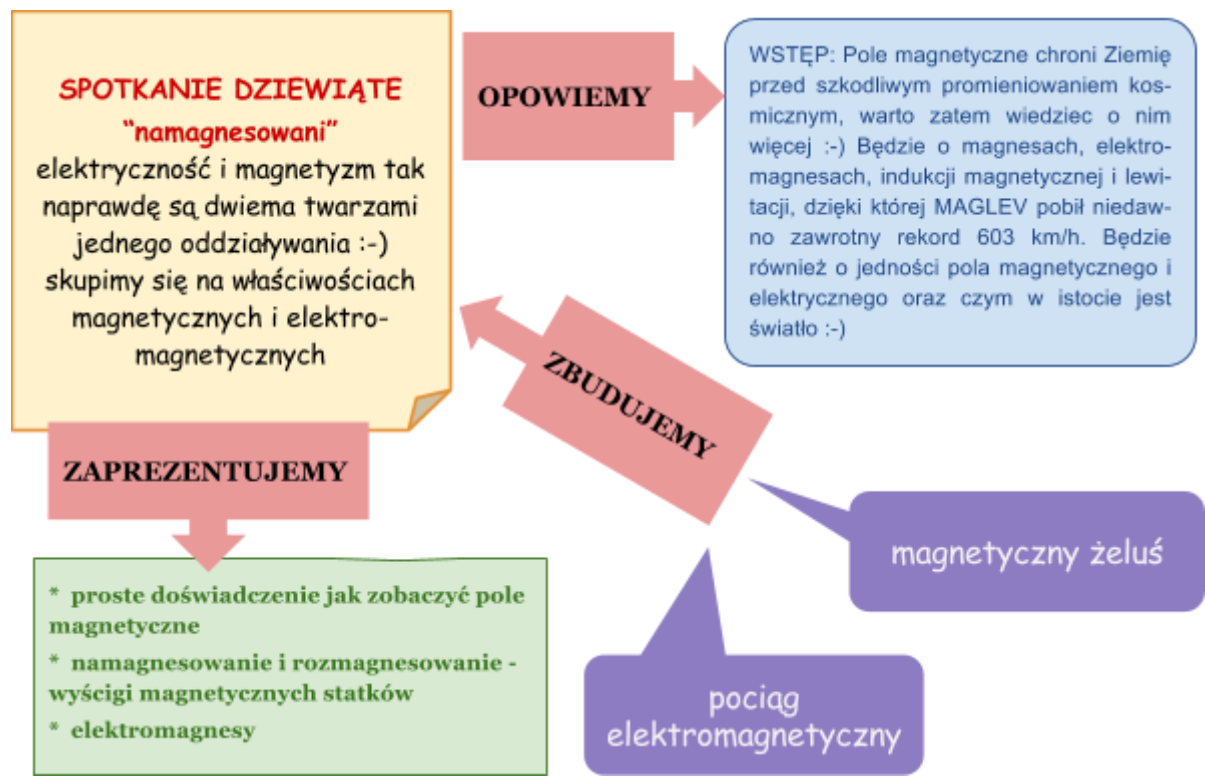 SPOTKANIE DZIEWIĄTE
“namagnesowani”
elektryczność i magnetyzm tak
naprawdę są dwiema twarzami
jednego oddziaływania :-)
skupimy się na właściwościach
magnetycznych i elektro-
magnetycznych
OPOWIEMY
WSTĘP: Pole magnetyczne chroni Ziemię
przed szkodliwym promieniowaniem kos-
micznym, warto zatem wiedziec o nim
więcej :-) Będzie o magnesach, elektro-
magnesach, indukcji magnetycznej i lewi-
tacji, dzięki której MAGLEV pobił niedaw-
no zawrotny rekord 603 km/h. Będzie
również o jedności pola magnetycznego i
elektrycznego oraz czym w istocie jest
światło :-)
ZBUDUJEMY
magnetyczny żeluś
pociąg
elektromagnetyczny
ZAPREZENTUJEMY
* proste doświadczenie jak zobaczyć pole
magnetyczne
* namagnesowanie i rozmagnesowanie -
wyścigi magnetycznych statków
* elektromagnesy